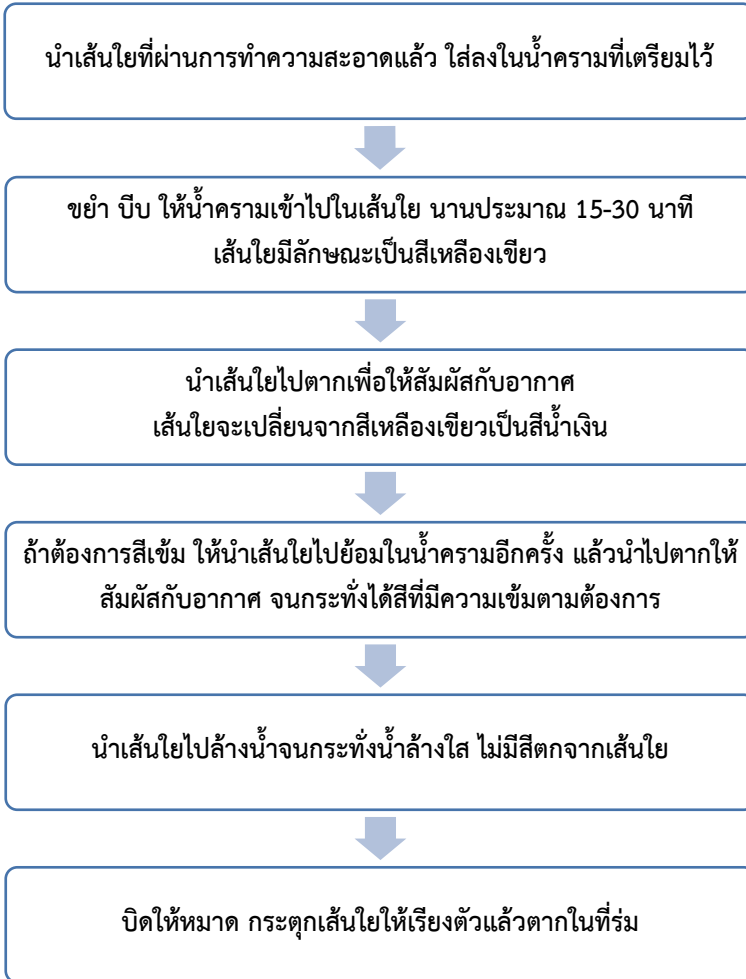 นำเส้นใยที่ผ่านการทำความสะอาดแล้ว ใส่ลงในน้ำครามที่เตรียมไว้
ขยำ บีบ ให้น้ำครามเข้าไปในเส้นใย นานประมาณ 15-30 นาที
เส้นใยมีลักษณะเป็นสีเหลืองเขียว
นำเส้นใยไปตากเพื่อให้สัมผัสกับอากาศ
เส้นใยจะเปลี่ยนจากสีเหลืองเขียวเป็นสีน้ำเงิน
ถ้าต้องการสีเข้ม ให้นำเส้นใยไปย้อมในน้ำครามอีกครั้ง แล้วนำไปตากให้
สัมผัสกับอากาศ จนกระทั่งได้สีที่มีความเข้มตามต้องการ
นำเส้นใยไปล้างน้ำจนกระทั่งน้ำล้างใส ไม่มีสีตกจากเส้นใย
บิดให้หมาด กระตุกเส้นใยให้เรียงตัวแล้วตากในที่ร่ม